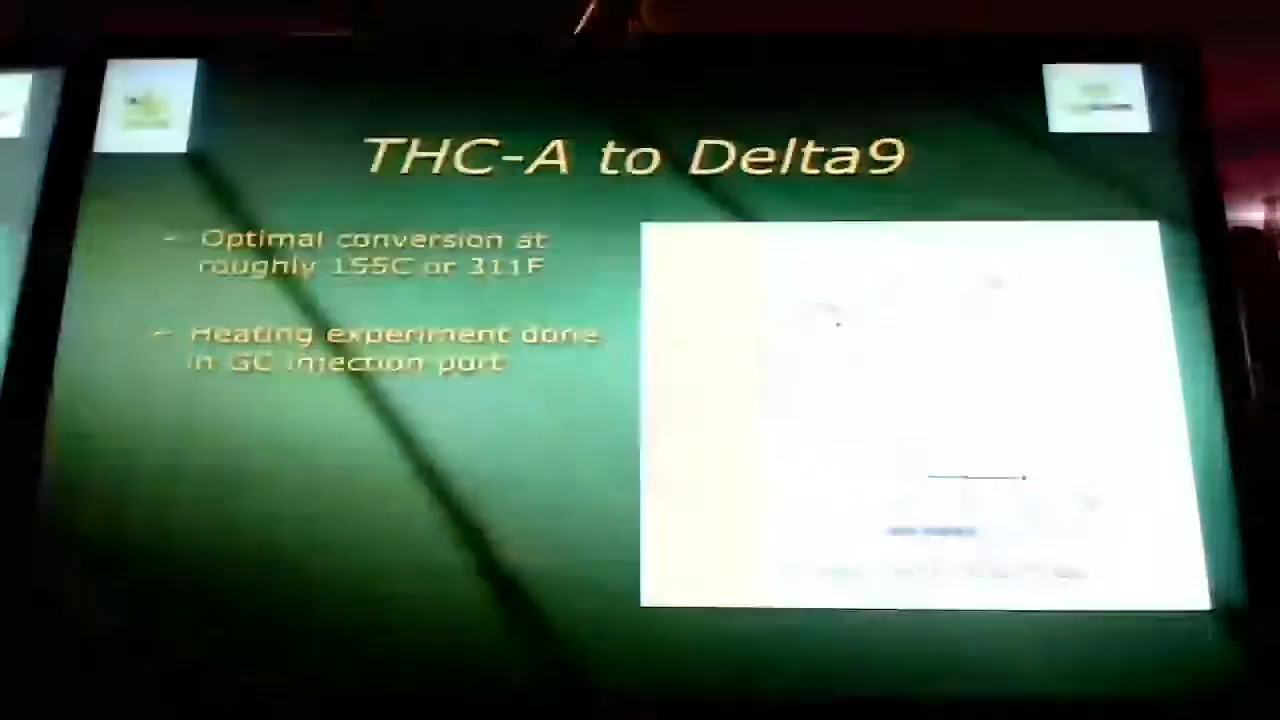 THC-A to Delta9
- Optimal conversion at
roughly 155C or 311F
- Heating experiment done
in GC injection port